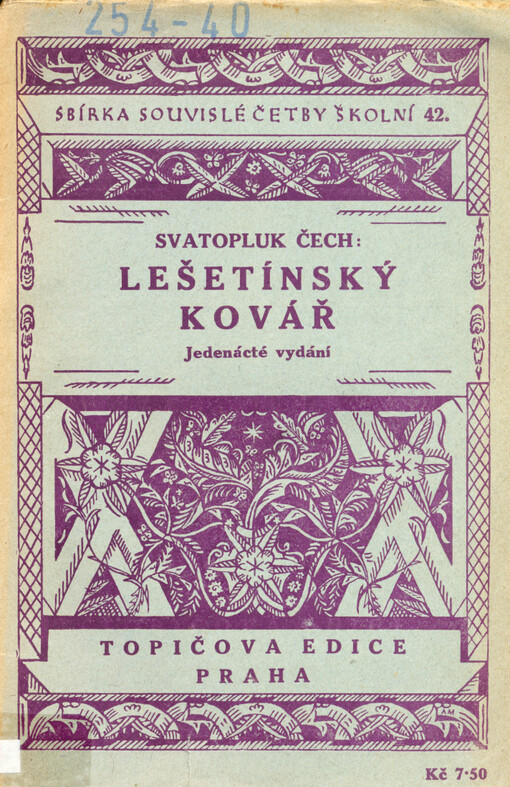 254-40
SBÍRKA SOUVISLÉ ČETBY ŠKOLNÍ 42.
SVATOPLUK ČECH:
LEŠETÍNSKÝ
KOVÁŘ
Jedenácté vydání
TOPIČOVA EDICE
PRAHA
AM
Kč 7·50